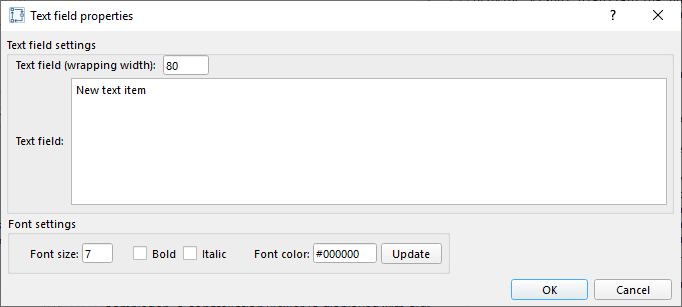 Text field properties
Text field settings
Text field (wrapping width): 80
New text item
Text field:
Font settings
Font size: 7 Bold Italic Font color: #000000 Update
OK Cancel